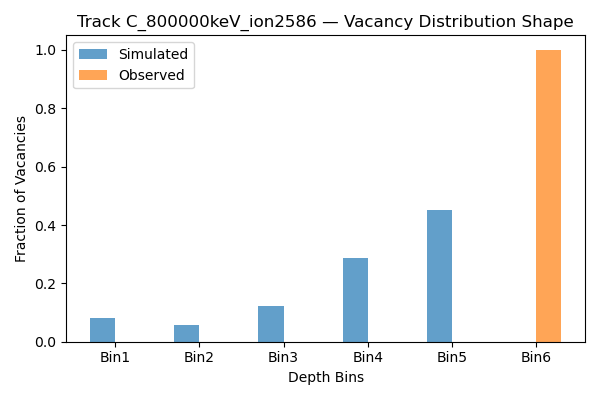 Track C_800000keV_ion2586 — Vacancy Distribution Shape
Simulated
Observed
Fraction of Vacancies
1.0
0.8
0.6
0.4
0.2
0.0
Bin1 Bin2 Bin3 Bin4 Bin5 Bin6
Depth Bins